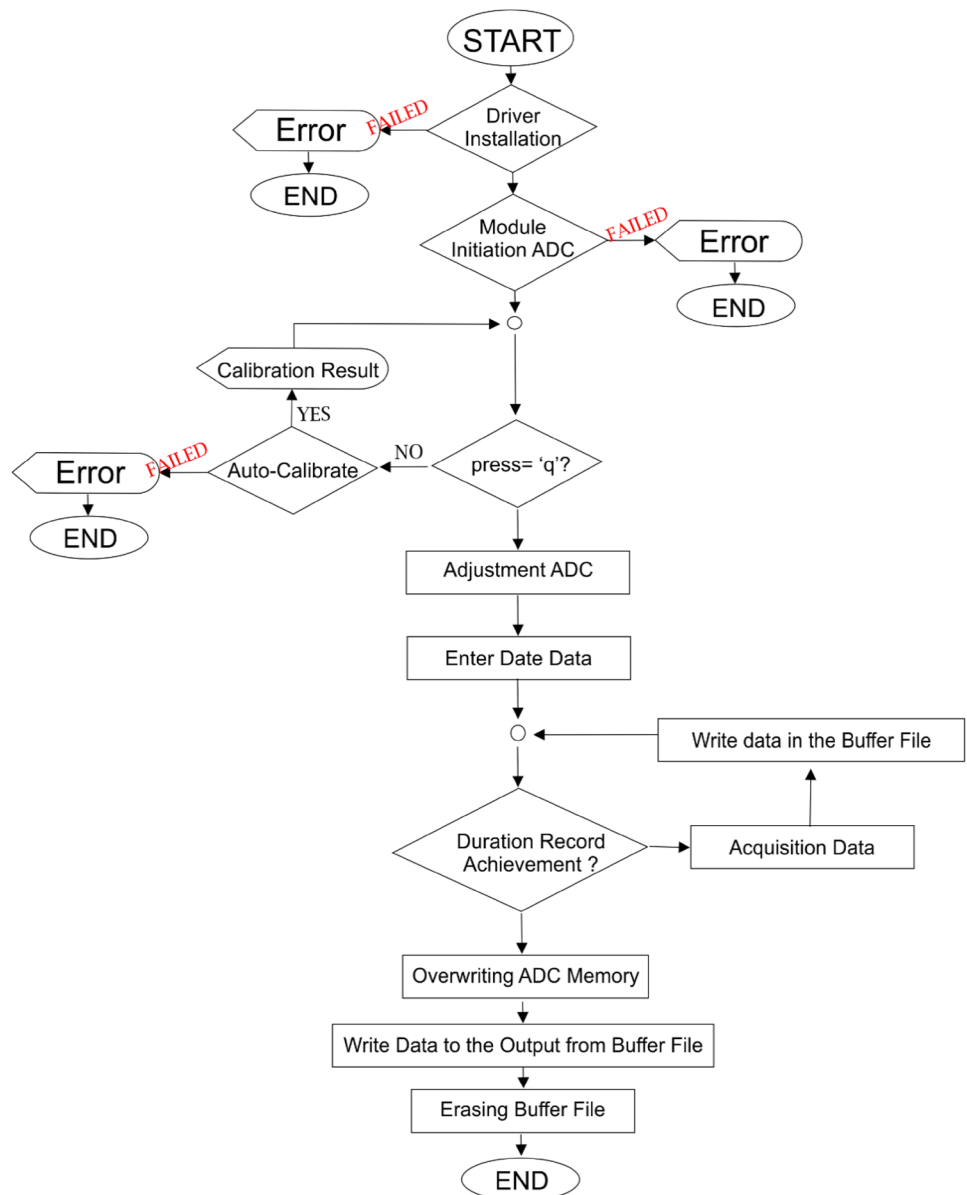 START
Driver
Installation
FAILED
Error
END
Module
Initiation ADC
FAILED
Error
END
Calibration Result
YES
Auto-Calibrate
NO
press= ‘q’?
FAILED
Error
END
Adjustment ADC
Enter Date Data
Write data in the Buffer File
Duration Record
Achievement ?
Acquisition Data
Overwriting ADC Memory
Write Data to the Output from Buffer File
Erasing Buffer File
END